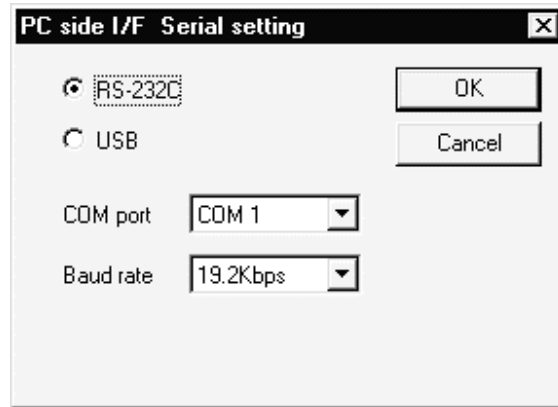 PC side I/F  Serial setting
RS-232C
OK
USB
Cancel
COM port COM 1
Baud rate 19.2Kbps